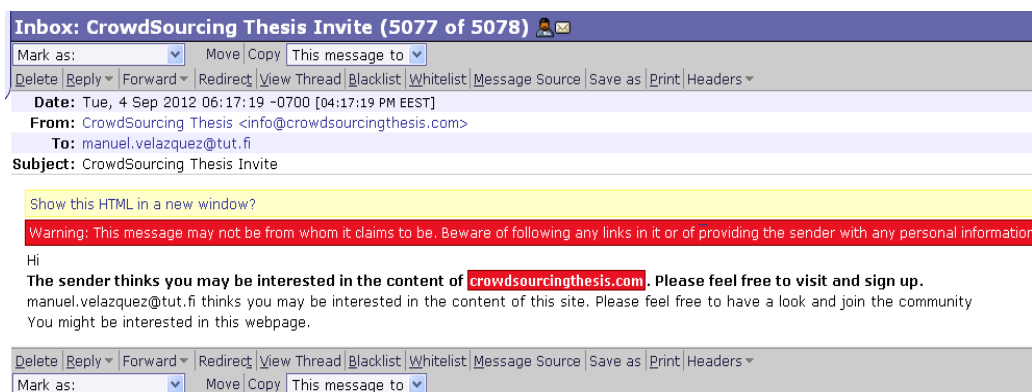 Inbox: CrowdSourcing Thesis Invite (5077 of 5078)
Mark as: Move Copy This message to
Delete Reply Forward Redirect View Thread Blacklist Whitelist Message Source Save as Print Headers
Date: Tue, 4 Sep 2012 06:17:19 -0700 [04:17:19 PM EEST]
From: CrowdSourcing Thesis <info@crowdsourcingthesis.com>
To: manuel.velazquez@tut.fi
Subject: CrowdSourcing Thesis Invite
Show this HTML in a new window?
Warning: This message may not be from whom it claims to be. Beware of following any links in it or of providing the sender with any personal information
Hi
The sender thinks you may be interested in the content of crowdsourcingthesis.com. Please feel free to visit and sign up.
manuel.velazquez@tut.fi thinks you may be interested in the content of this site. Please feel free to have a look and join the community
You might be interested in this webpage.
Delete Reply Forward Redirect View Thread Blacklist Whitelist Message Source Save as Print Headers
Mark as: Move Copy This message to